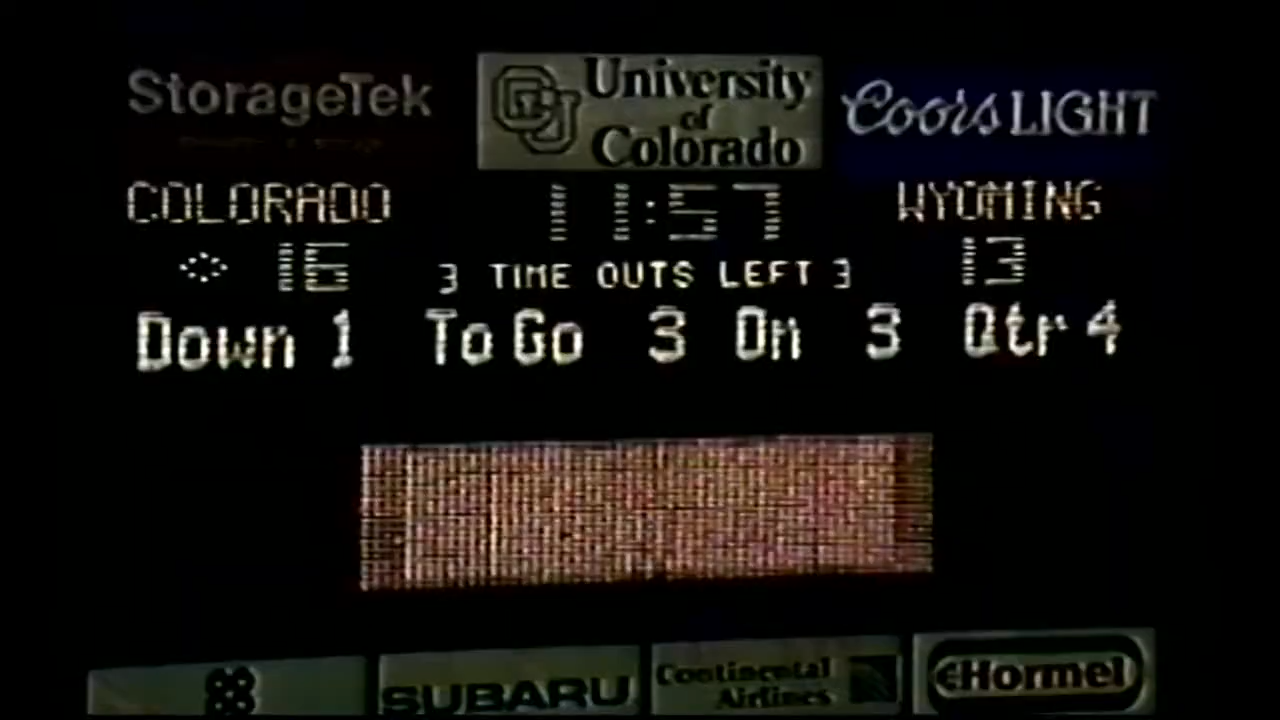 StorageTek
CU
University
of
Colorado
Coors LIGHT
COLORADO 11:57 WYOMING
16 3 TIME OUTS LEFT 3 13
Down 1 To Go 3 On 3 Qtr 4
SUBARU
Continental
Airlines
Hormel